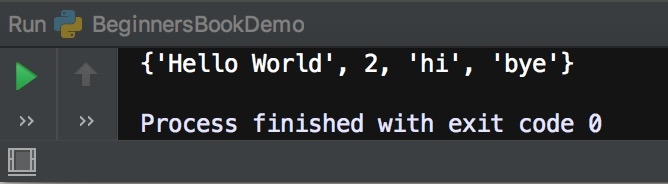 Run BeginnersBookDemo
{'Hello World', 2, 'hi', 'bye'}
Process finished with exit code 0